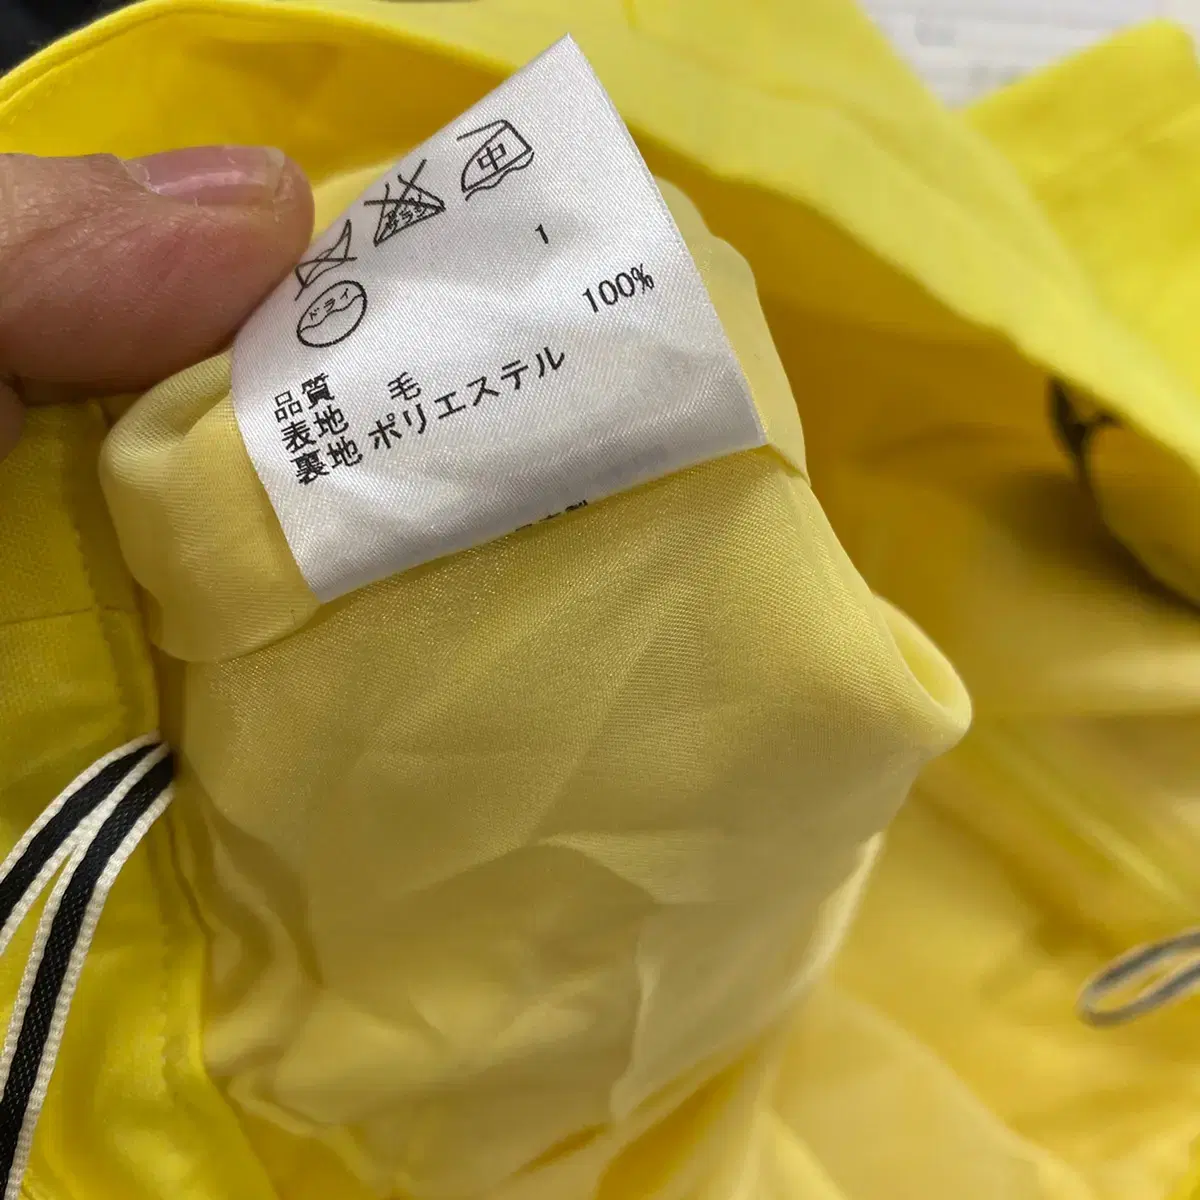 中
ドライ
1
品質
表地 毛 100%
裏地 ポリエステル